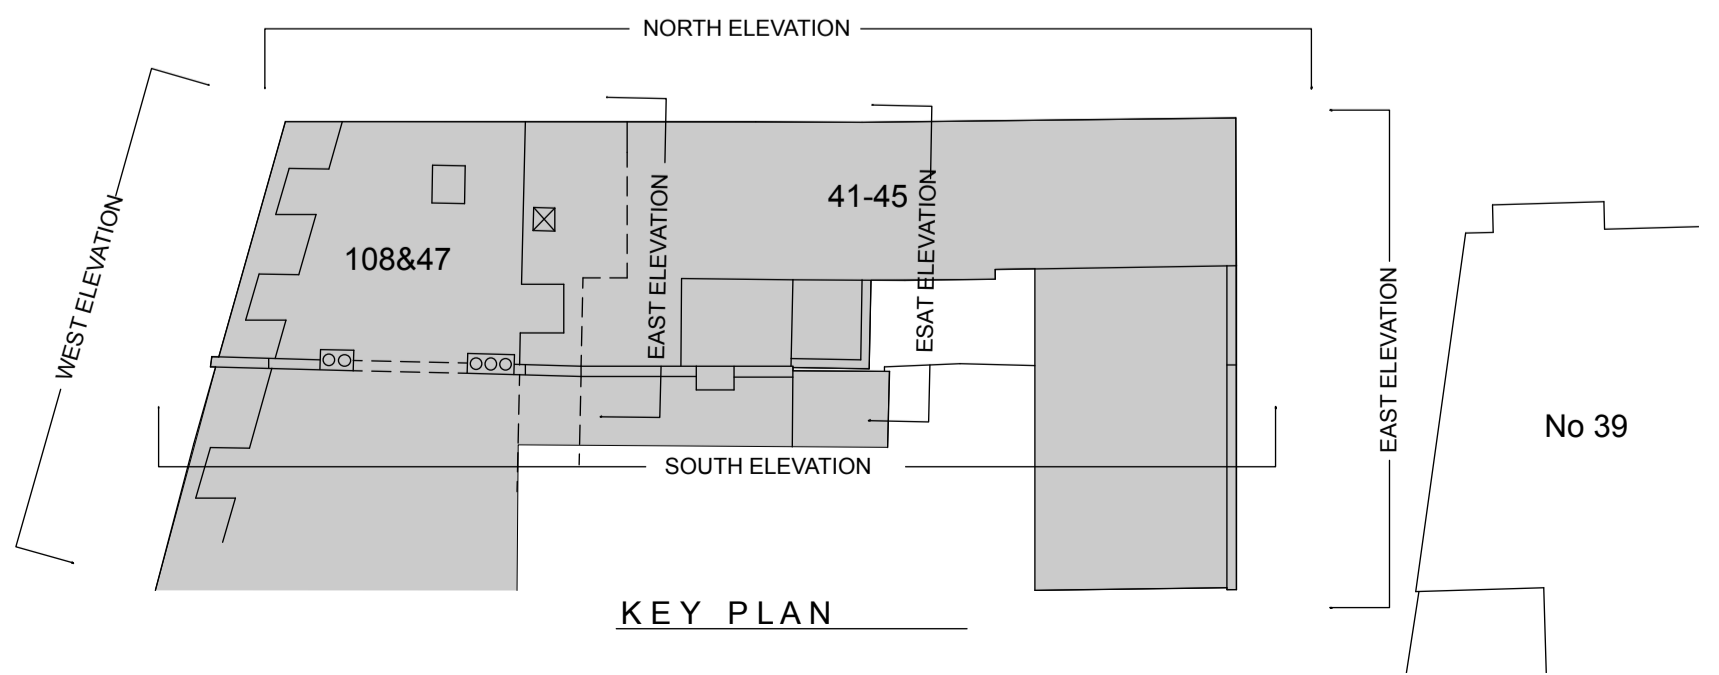 NORTH ELEVATION
WEST ELEVATION
108&47
41-45
EAST ELEVATION
ESAT ELEVATION
EAST ELEVATION
No 39
SOUTH ELEVATION
KEY PLAN